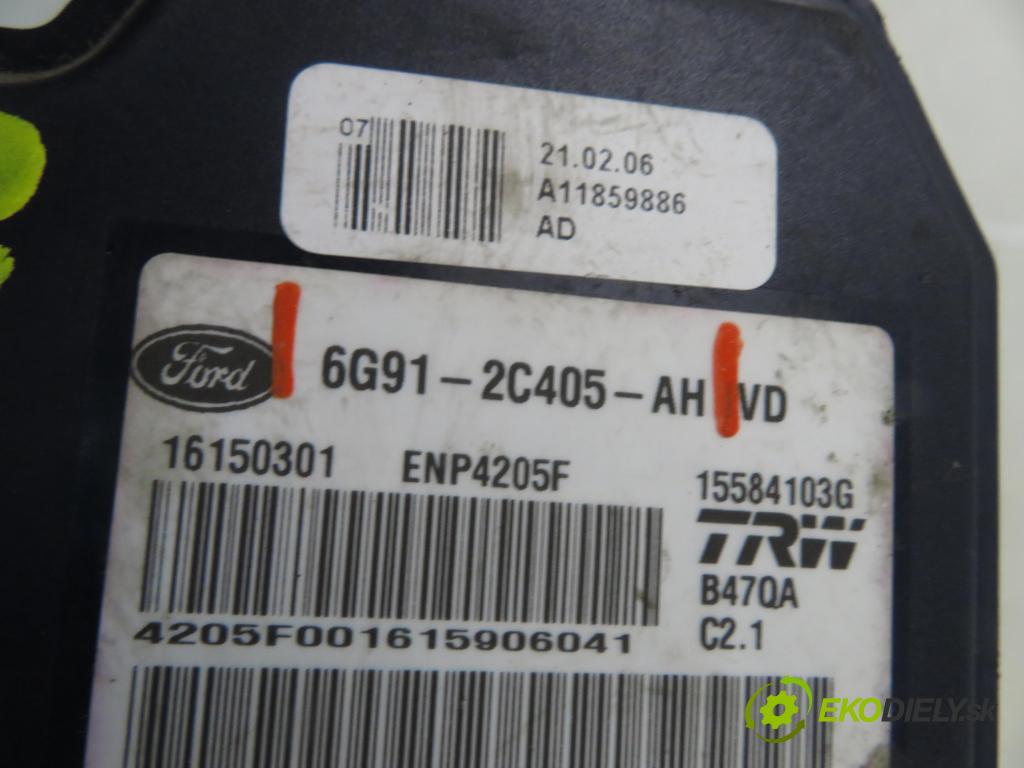 07
21.02.06
A11859886
AD
Ford 6G91-2C405-AH VD
16150301 ENP4205F 15584103G
TRW
B47QA
4205F001615906041 C2.1
EKODIELY.sk